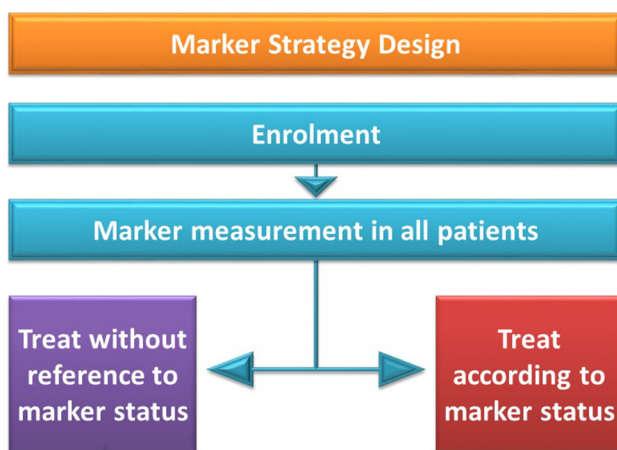 Marker Strategy Design
Enrolment
Marker measurement in all patients
Treat without
reference to
marker status
Treat
according to
marker status